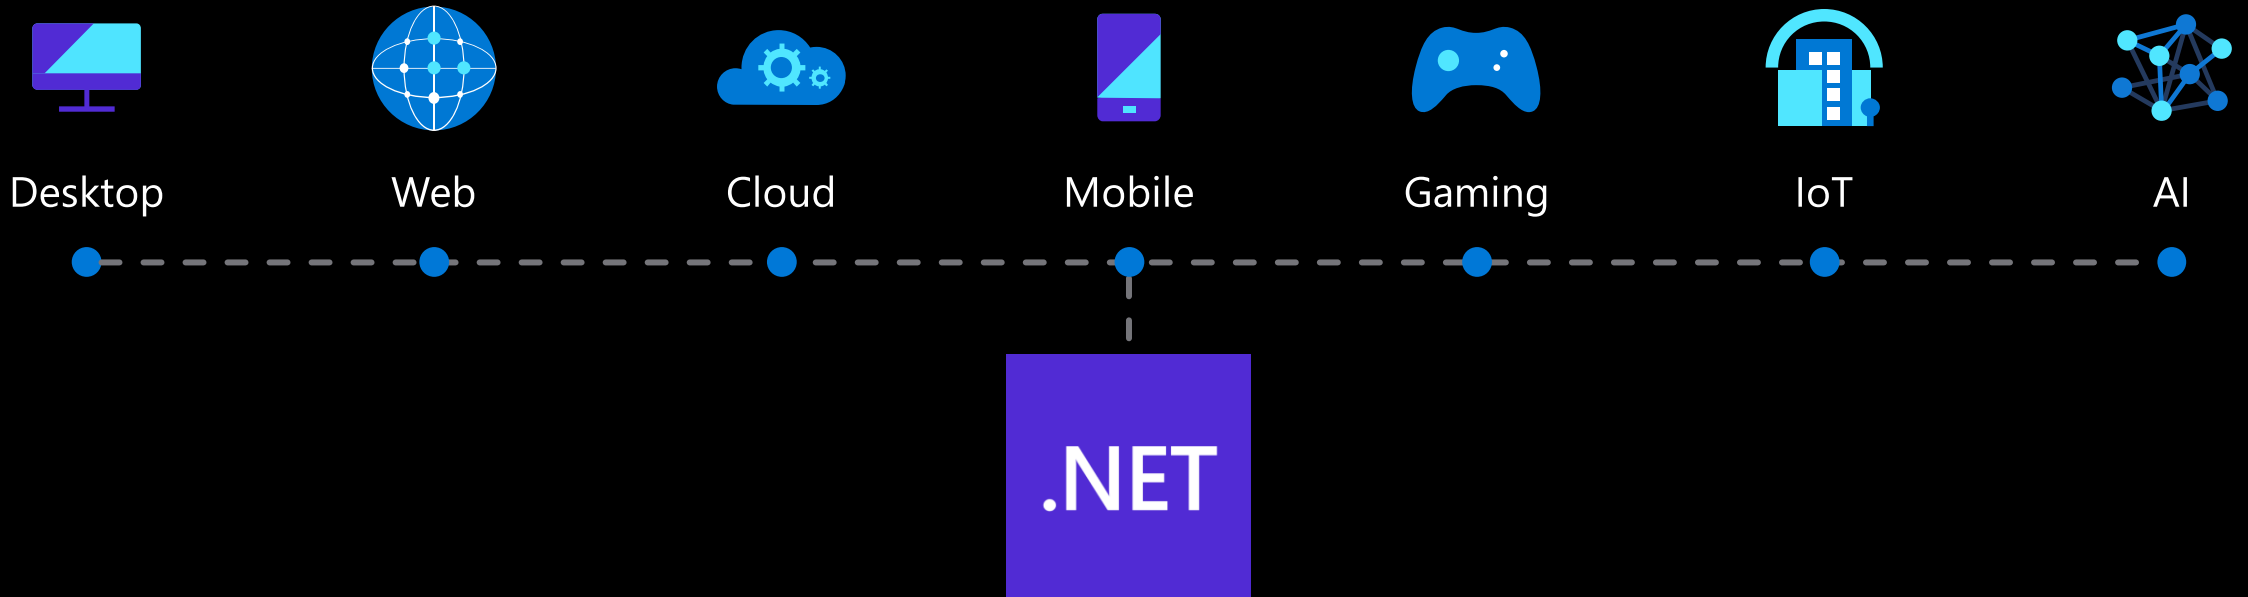 Desktop
Web
Cloud
Mobile
Gaming
IoT
AI
.NET